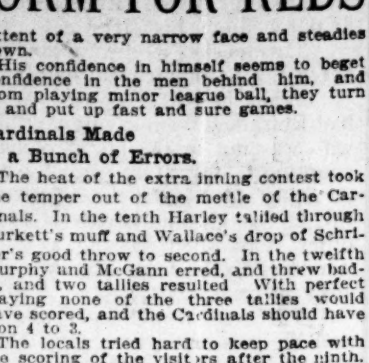 ORM FOR REDS
xtent of a very narrow face and steadies
own.
His confidence in himself seems to beget
nfidence in the men behind him, and
om playing minor league ball, they turn
and put up fast and sure games.
ardinals Made
a Bunch of Errors.
The heat of the extra inning contest took
e temper out of the mettle of the Car-
nals. In the tenth Harley tallied through
urkett's muff and Wallace's drop of Schri-
r's good throw to second. In the twelfth
urphy and McGann erred, and threw bad-
, and two tallies resulted With perfect
aying none of the three tallies would
ve scored, and the Cardinals should have
on 4 to 3.
The locals tried hard to keep pace with
e scoring of the visitors after the ninth.